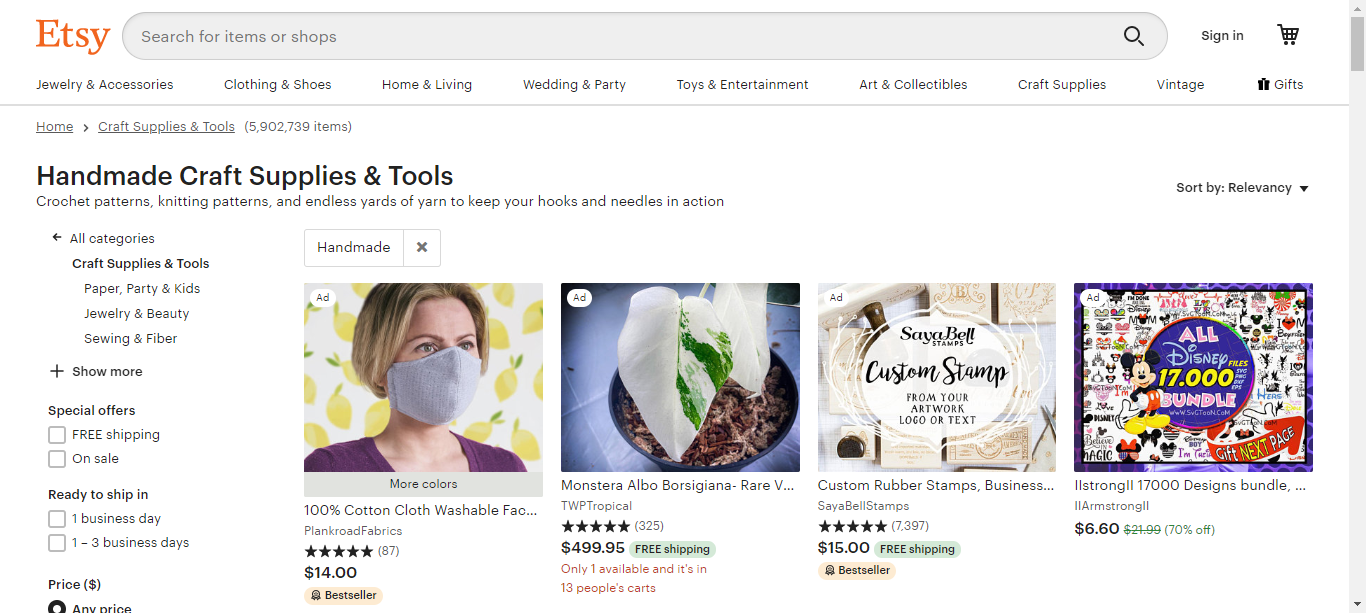 Etsy
Search for items or shops
Sign in
Jewelry & Accessories
Clothing & Shoes
Home & Living
Wedding & Party
Toys & Entertainment
Art & Collectibles
Craft Supplies
Vintage
Gifts
Home
Craft Supplies & Tools (5,902,739 items)
Handmade Craft Supplies & Tools
Crochet patterns, knitting patterns, and endless yards of yarn to keep your hooks and needles in action
Sort by: Relevancy
All categories
Craft Supplies & Tools
Paper, Party & Kids
Jewelry & Beauty
Sewing & Fiber
Show more
Special offers
FREE shipping
On sale
Ready to ship in
1 business day
1 – 3 business days
Price ($)
Any price
Handmade
Ad
More colors
100% Cotton Cloth Washable Fac...
PlankroadFabrics
(87)
$14.00
Bestseller
Ad
Monstera Albo Borsigiana- Rare V...
TWPTropical
(325)
$499.95 FREE shipping
Only 1 available and it's in
13 people's carts
Ad
SayaBell
STAMPS
Custom Stamp
FROM YOUR
ARTWORK
LOGO OR TEXT
Custom Rubber Stamps, Business...
SayaBellStamps
(7,397)
$15.00 FREE shipping
Bestseller
Ad
ALL
Disney FILES
SVG
PNG
DXF
EPS
17.000
BUNDLE
www.SvGTooN.CoM
Gift NEXT PAGE
IIstrongII 17000 Designs bundle, ...
IIArmstrongII
$6.60 $21.99 (70% off)